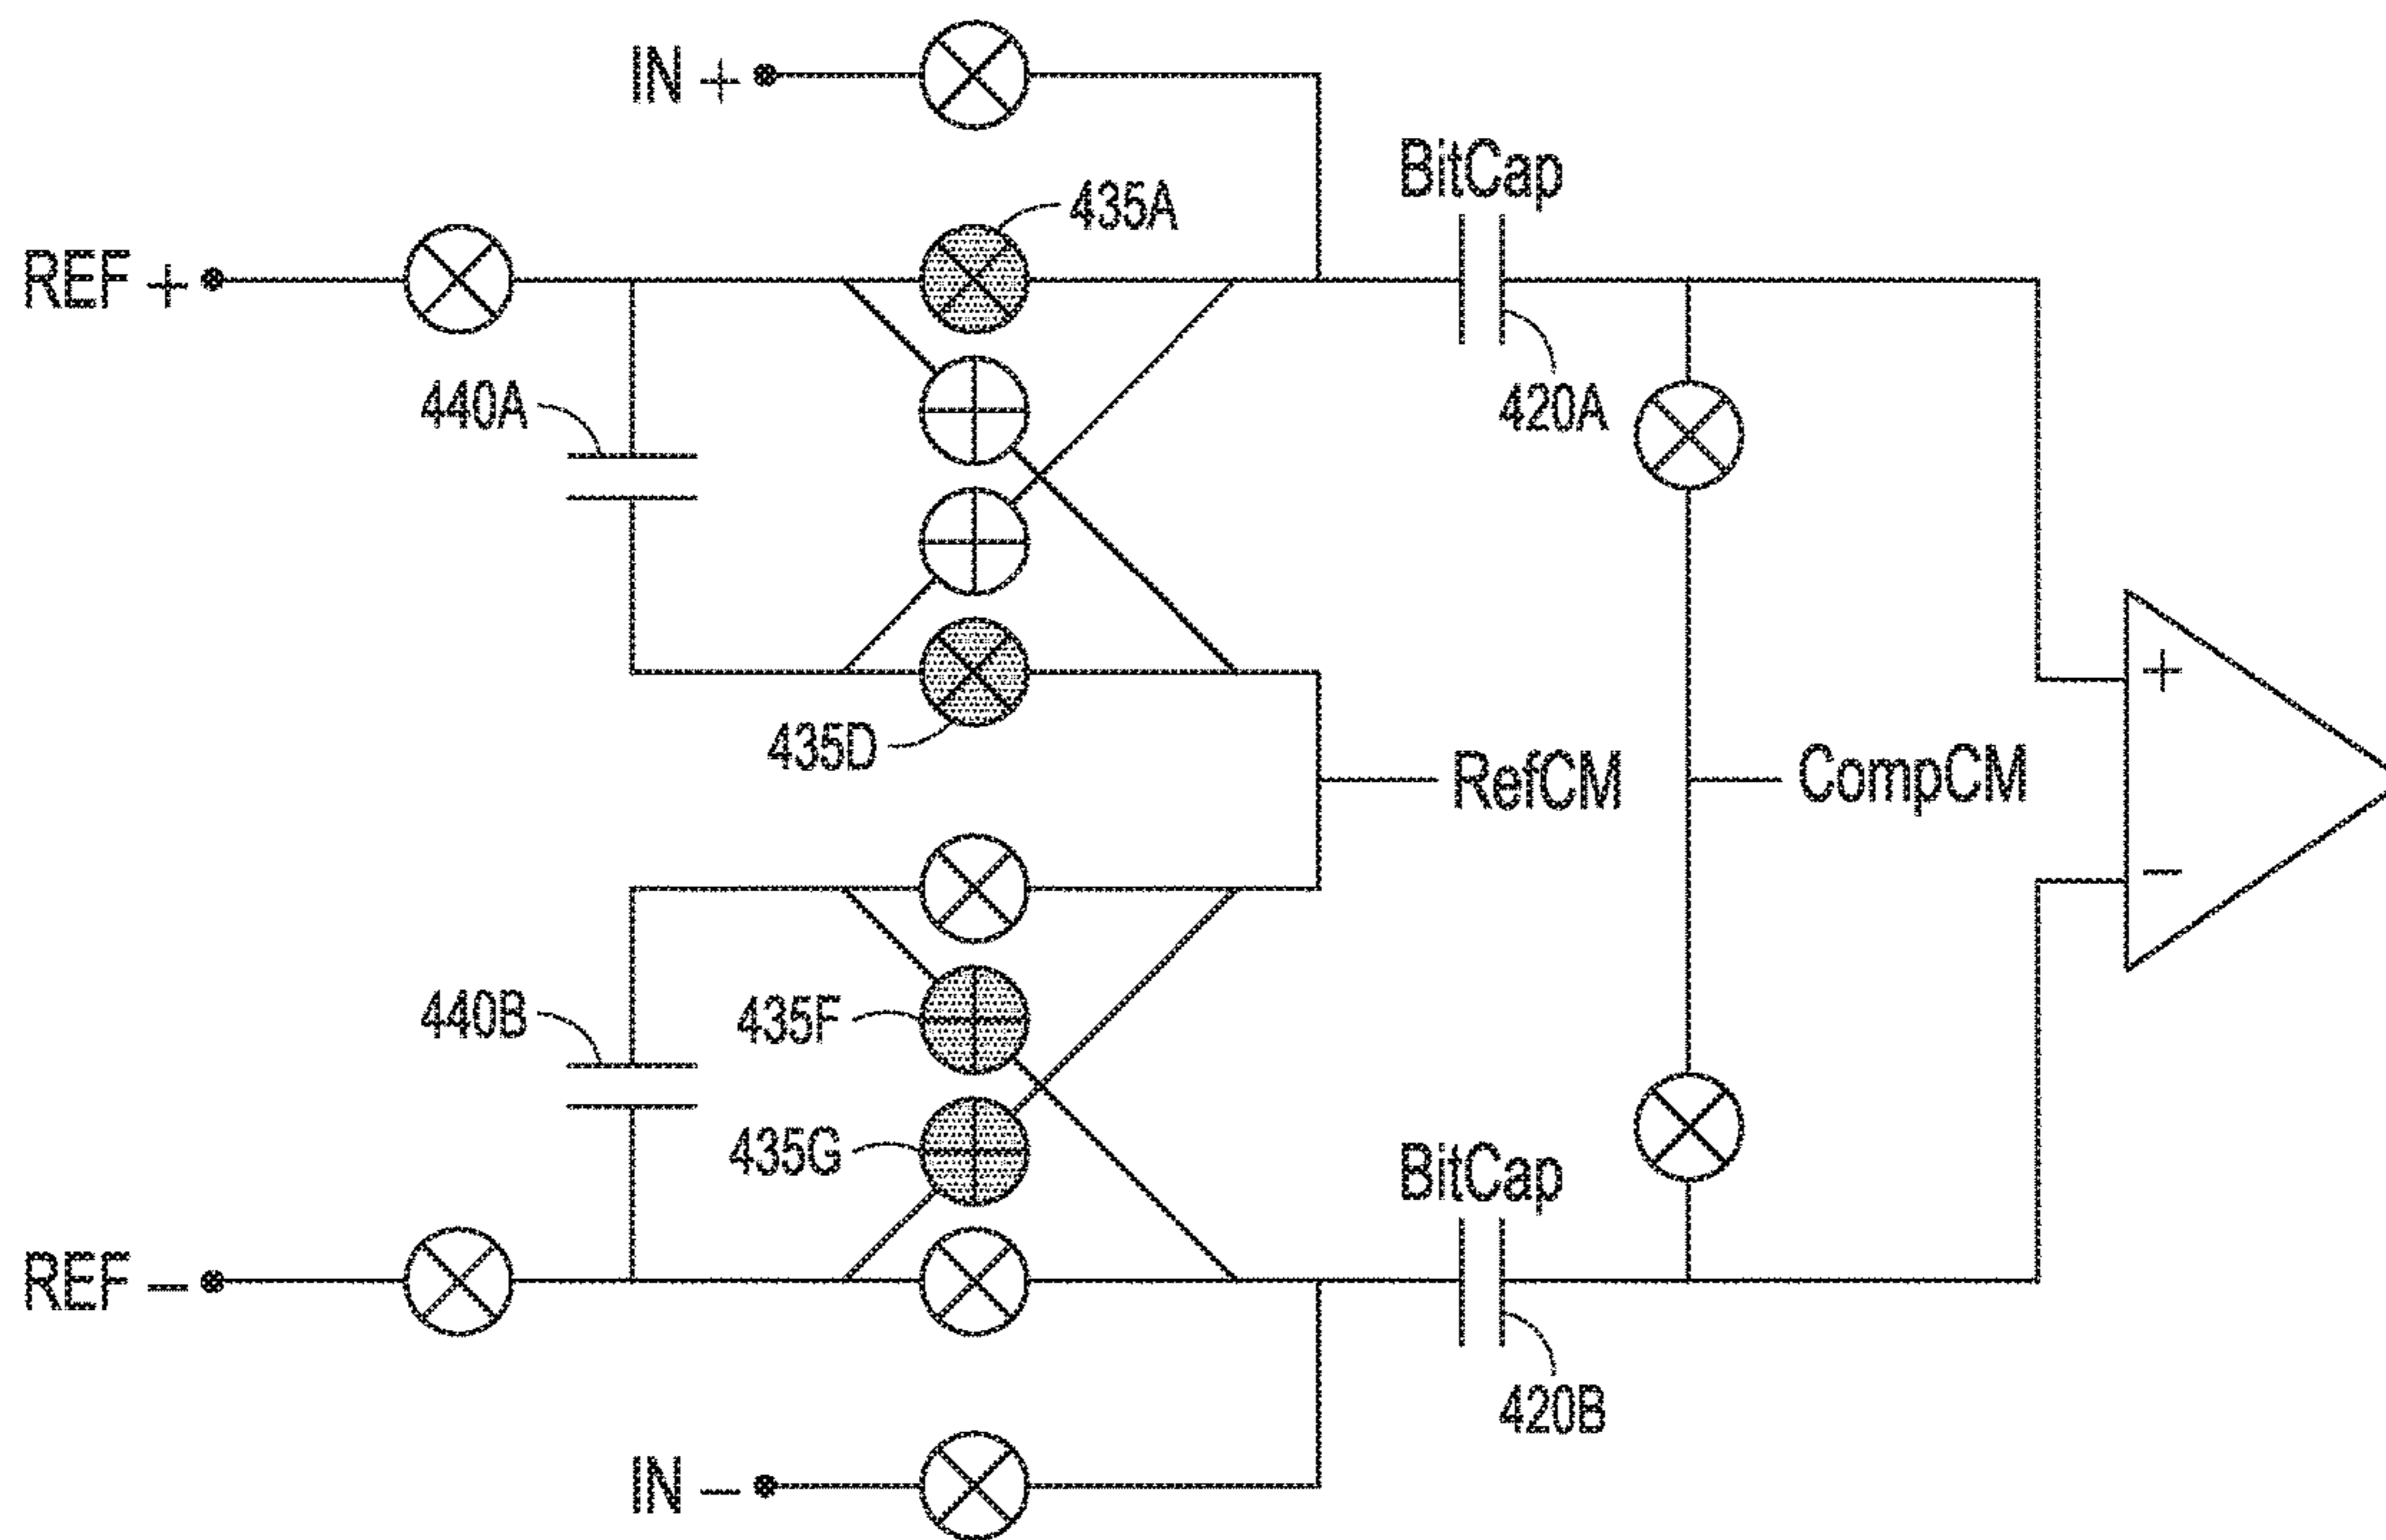 IN +
BitCap
435A
REF +
440A
420A
435D
RefCM
CompCM
+
−
440B
435F
435G
BitCap
REF −
420B
IN −